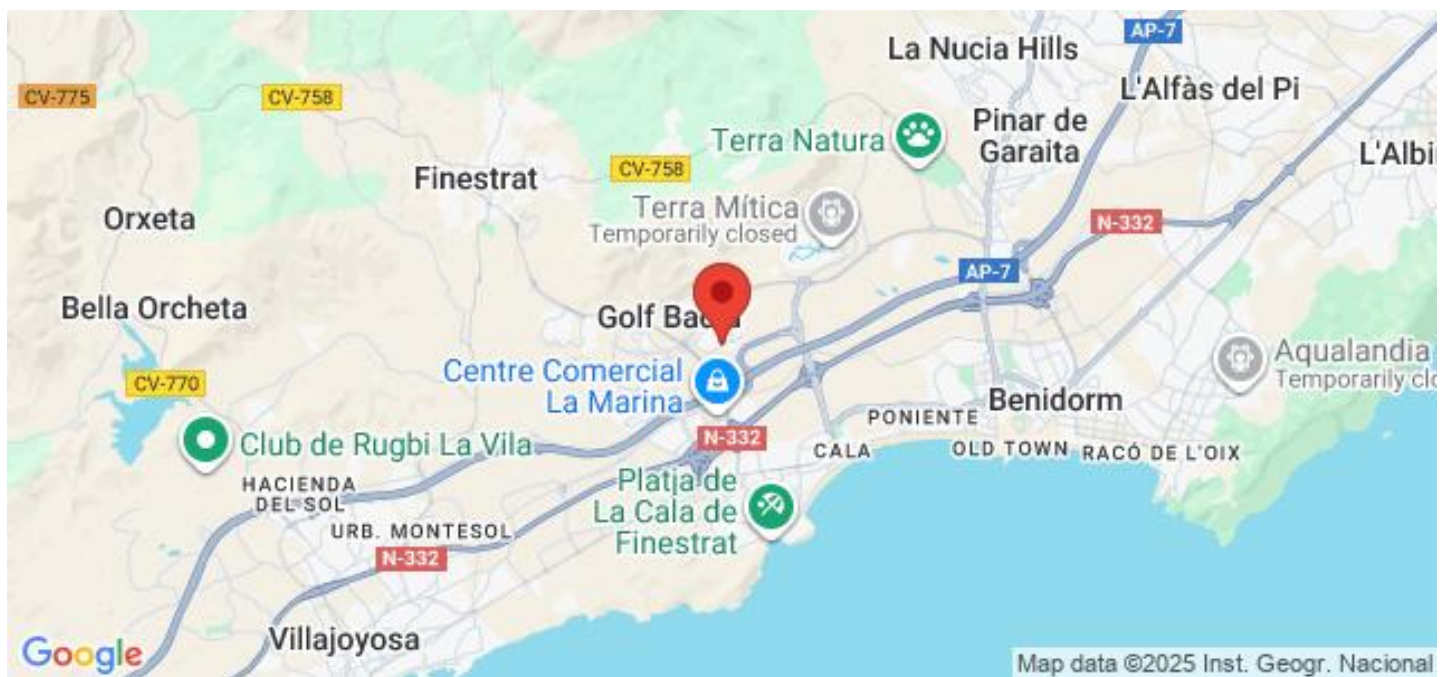 La Nucia Hills
AP-7
L'Alfàs del Pi
CV-775
CV-758
Terra Natura
Pinar de
Garaita
L'Albi
Finestrat
CV-758
Orxeta
Terra Mítica
Temporarily closed
N-332
AP-7
Bella Orcheta
Golf Ba
Centre Comercial
La Marina
Aqualandia
Temporarily clo
CV-770
Benidorm
PONIENTE
Club de Rugbi La Vila
N-332
CALA
OLD TOWN
RACÓ DE L'OIX
HACIENDA
DEL SOL
Platja de
La Cala de
Finestrat
URB. MONTESOL
N-332
Villajoyosa
Google
Map data ©2025 Inst. Geogr. Nacional